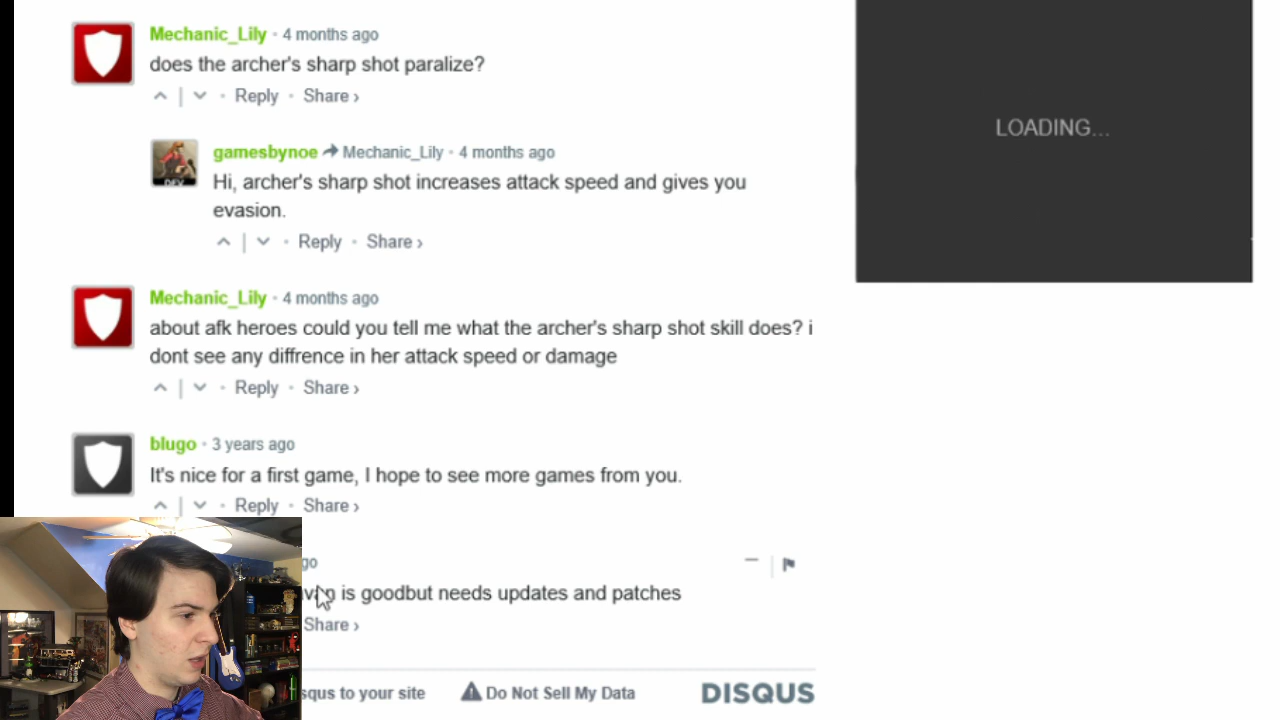 Mechanic_Lily · 4 months ago
does the archer's sharp shot paralize?
Reply · Share ›
gamesbynoe Mechanic_Lily · 4 months ago
Hi, archer's sharp shot increases attack speed and gives you
evasion.
Reply · Share ›
Mechanic_Lily · 4 months ago
about afk heroes could you tell me what the archer's sharp shot skill does? i
dont see any diffrence in her attack speed or damage
Reply · Share ›
blugo · 3 years ago
It's nice for a first game, I hope to see more games from you.
Reply · Share ›
is goodbut needs updates and patches
Share ›
to your site
Do Not Sell My Data
DISQUS
LOADING...